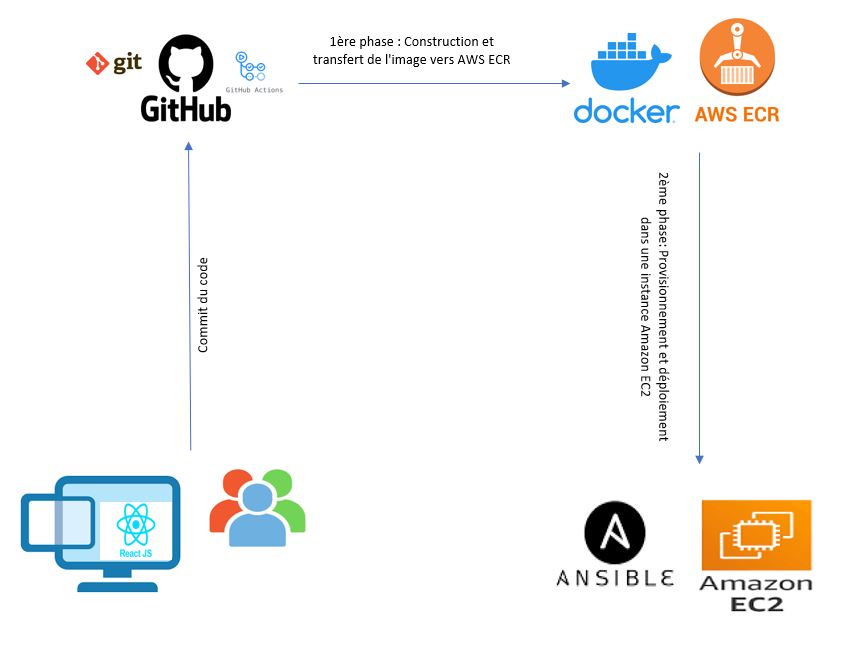 git
GitHub
GitHub Actions
1ère phase : Construction et
transfert de l'image vers AWS ECR
docker
AWS ECR
Commit du code
2ème phase: Provisionnement et déploiement
dans une instance Amazon EC2
React JS
ANSIBLE
Amazon
EC2